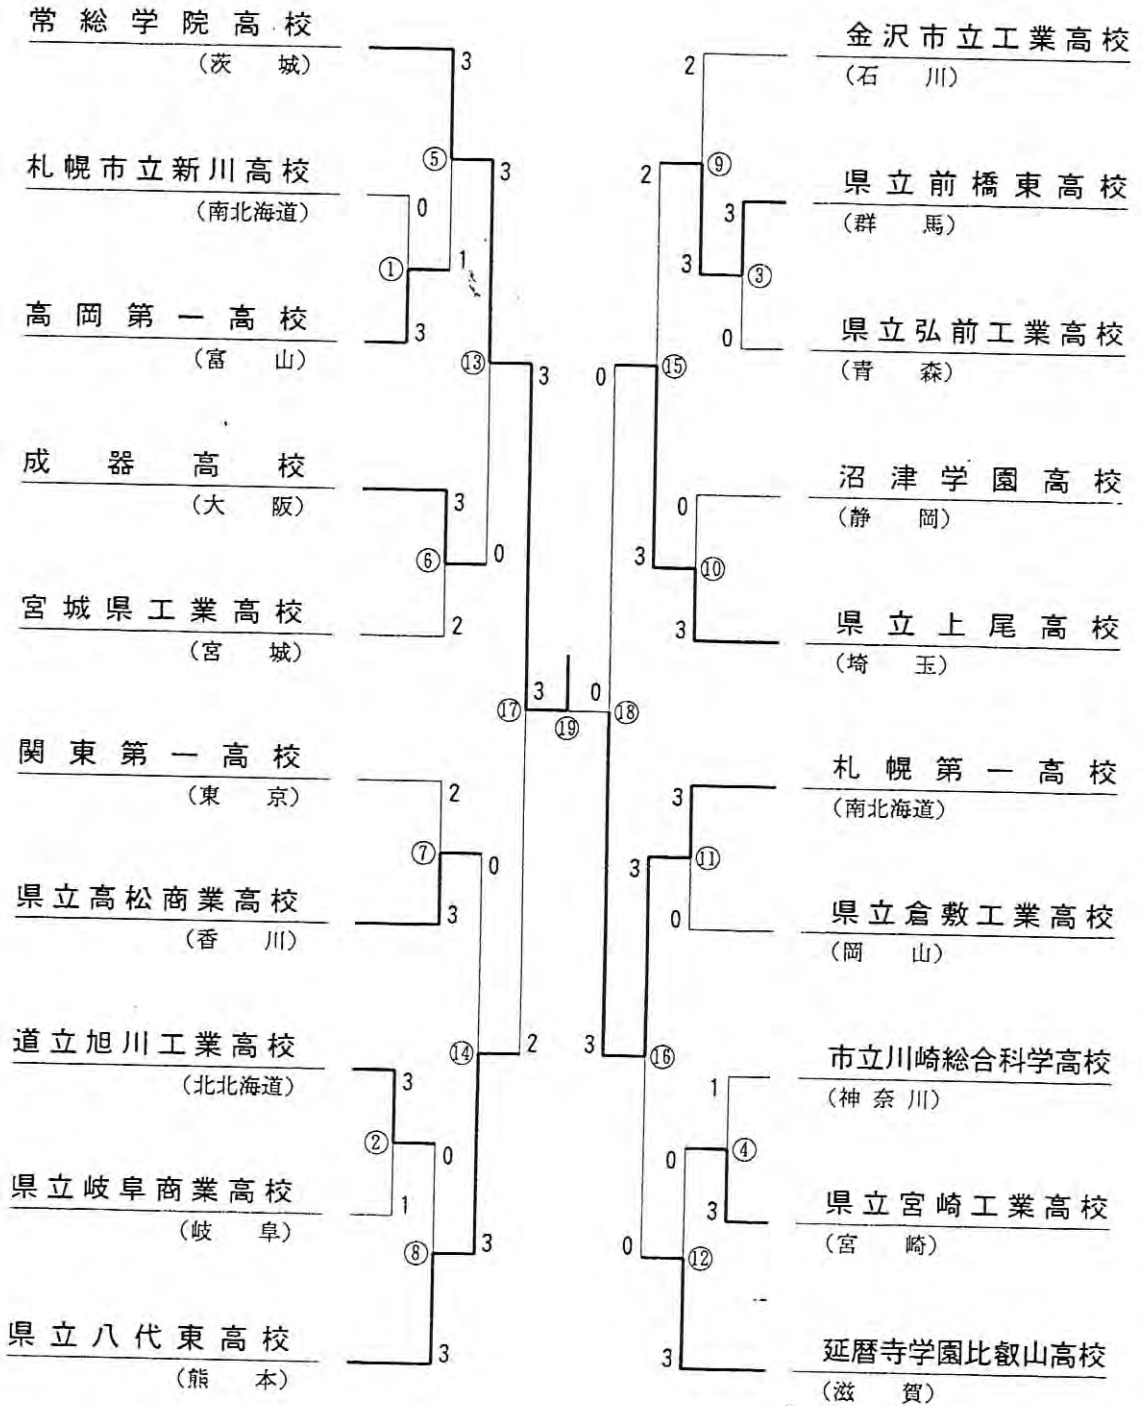 常総学院高校
(茨 城)
3
⑤
3
札幌市立新川高校
(南北海道)
0
①
1
高岡第一高校
(富 山)
3
⑬
3
成器高校
(大 阪)
3
⑥
0
宮城県工業高校
(宮 城)
2
⑰
3
⑲
関東第一高校
(東 京)
2
⑦
0
県立高松商業高校
(香 川)
3
⑭
2
道立旭川工業高校
(北北海道)
3
②
0
県立岐阜商業高校
(岐 阜)
1
⑧
3
県立八代東高校
(熊 本)
3
金沢市立工業高校
(石 川)
2
2
⑨
県立前橋東高校
(群 馬)
3
3
③
県立弘前工業高校
(青 森)
0
0
⑮
沼津学園高校
(静 岡)
0
3
⑩
県立上尾高校
(埼 玉)
3
0
⑱
札幌第一高校
(南北海道)
3
3
⑪
県立倉敷工業高校
(岡 山)
0
3
⑯
市立川崎総合科学高校
(神奈川)
1
0
④
県立宮崎工業高校
(宮 崎)
3
0
⑫
延暦寺学園比叡山高校
(滋 賀)
3